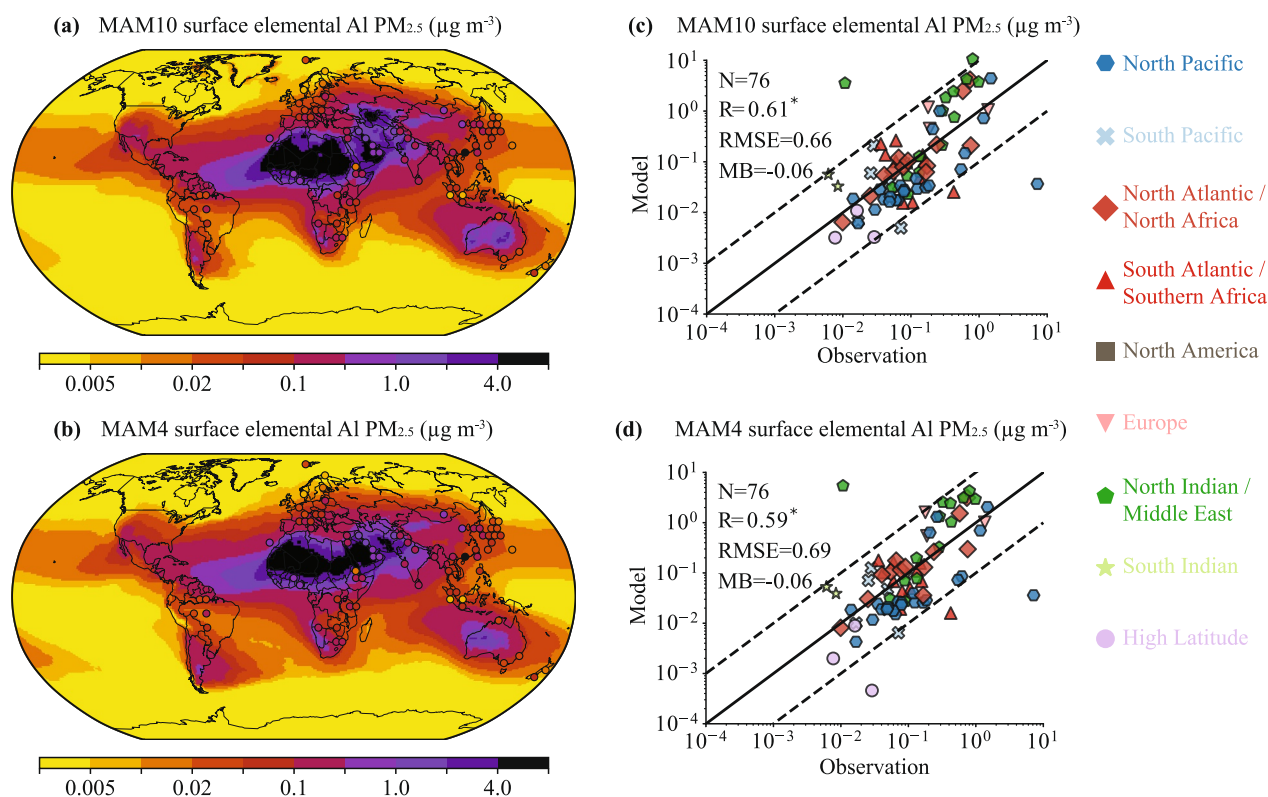 (a) MAM10 surface elemental Al PM2.5 (µg m-3)
0.005 0.02 0.1 1.0 4.0
(b) MAM4 surface elemental Al PM2.5 (µg m-3)
0.005 0.02 0.1 1.0 4.0
(c) MAM10 surface elemental Al PM2.5 (µg m-3)
N=76
R=0.61*
RMSE=0.66
MB=-0.06
Model
10^1
10^0
10^-1
10^-2
10^-3
10^-4
10^-4 10^-3 10^-2 10^-1 10^0 10^1
Observation
(d) MAM4 surface elemental Al PM2.5 (µg m-3)
N=76
R=0.59*
RMSE=0.69
MB=-0.06
Model
10^1
10^0
10^-1
10^-2
10^-3
10^-4
10^-4 10^-3 10^-2 10^-1 10^0 10^1
Observation
North Pacific
South Pacific
North Atlantic /
North Africa
South Atlantic /
Southern Africa
North America
Europe
North Indian /
Middle East
South Indian
High Latitude